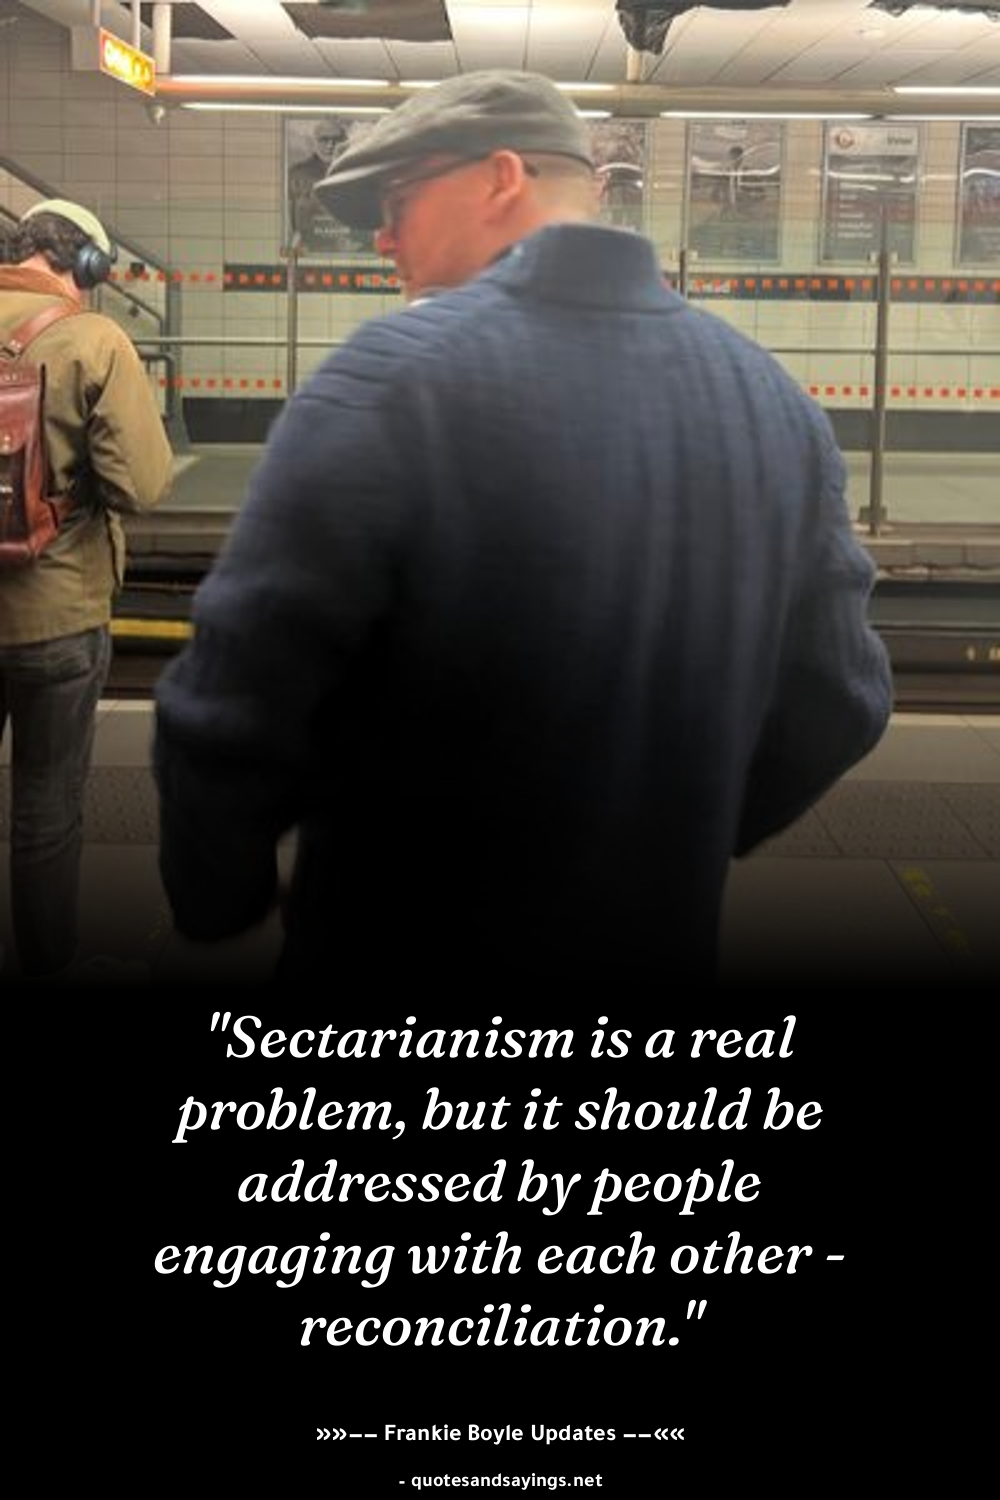 "Sectarianism is a real
problem, but it should be
addressed by people
engaging with each other -
reconciliation."
»»–– Frankie Boyle Updates ––««
- quotesandsayings.net